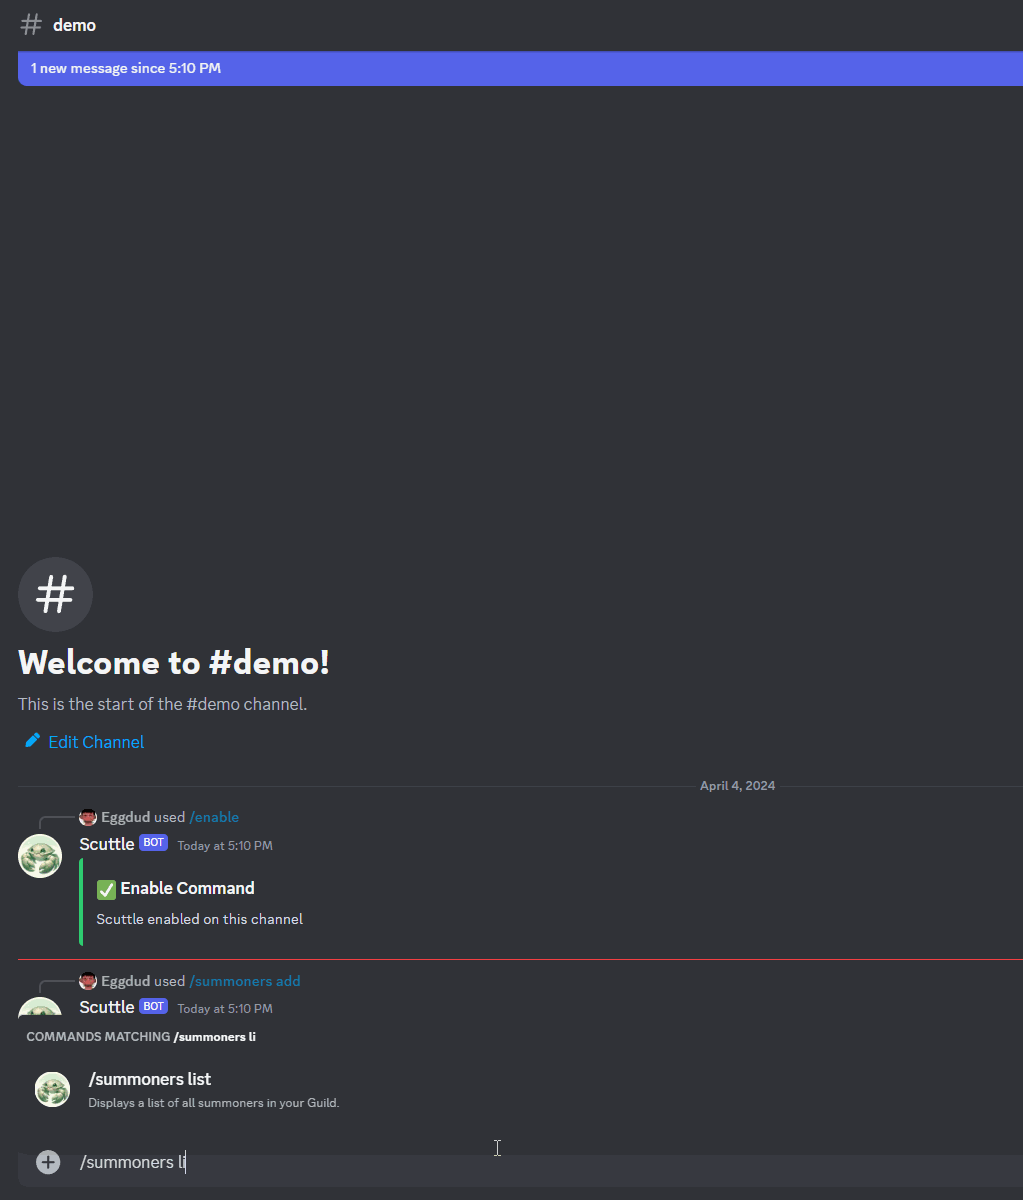 demo
1 new message since 5:10 PM
Welcome to #demo!
This is the start of the #demo channel.
Edit Channel
April 4, 2024
Eggdud used /enable
Scuttle BOT Today at 5:10 PM
✅ Enable Command
Scuttle enabled on this channel
Eggdud used /summoners add
Scuttle BOT Today at 5:10 PM
COMMANDS MATCHING /summoners li
/summoners list
Displays a list of all summoners in your Guild.
/summoners li